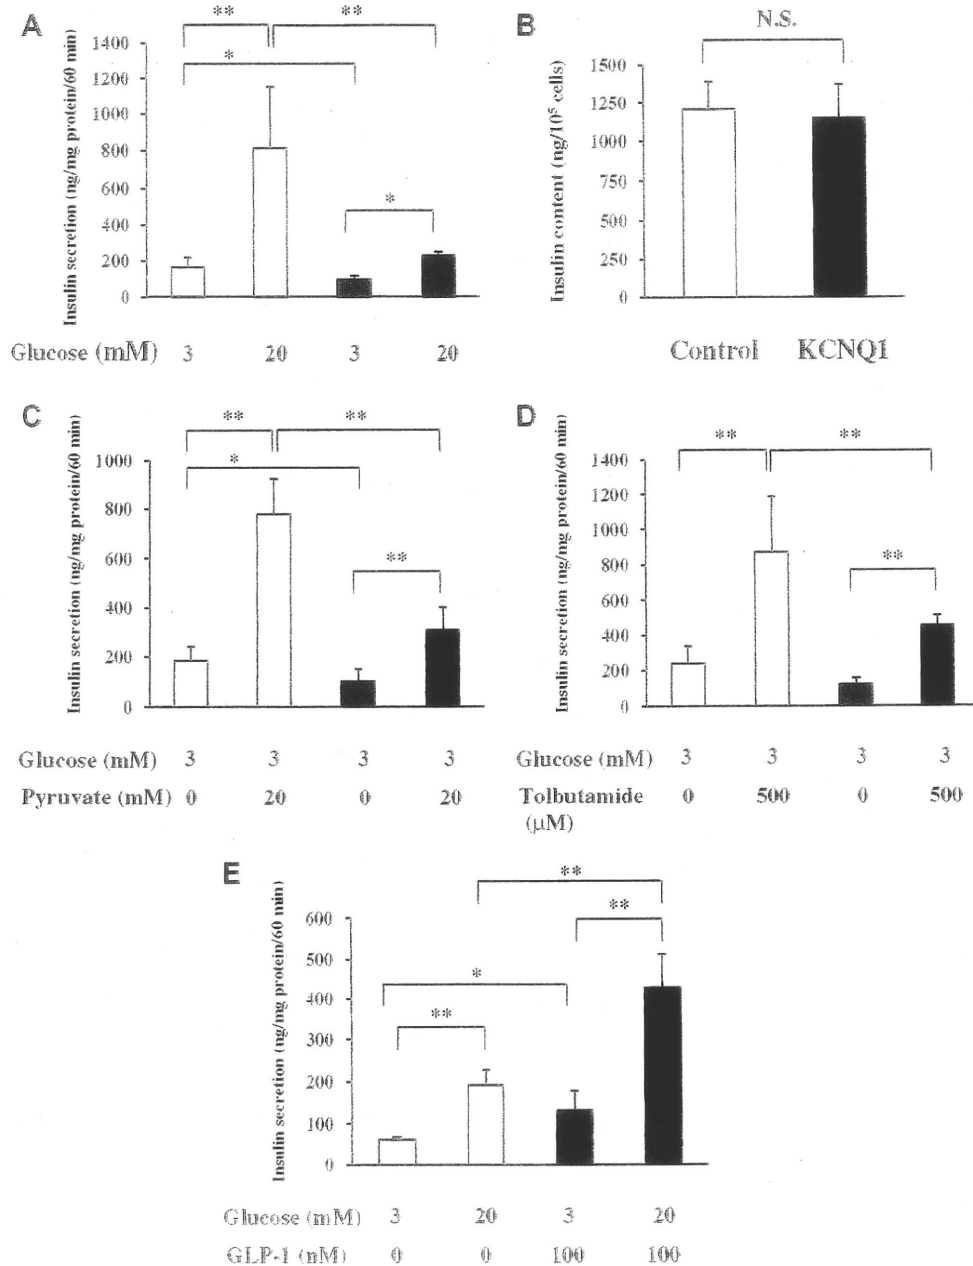 A
** **
*
*
Insulin secretion (ng/mg protein/60 min)
1400
1200
1000
800
600
400
200
0
Glucose (mM) 3 20 3 20
B
N.S.
Insulin content (ng/10⁵ cells)
1500
1250
1000
750
500
250
0
Control KCNQ1
C
** **
*
**
Insulin secretion (ng/mg protein/60 min)
1000
800
600
400
200
0
Glucose (mM) 3 3 3 3
Pyruvate (mM) 0 20 0 20
D
** **
**
Insulin secretion (ng/mg protein/60 min)
1400
1200
1000
800
600
400
200
0
Glucose (mM) 3 3 3 3
Tolbutamide 0 500 0 500
(μM)
E
**
**
*
**
Insulin secretion (ng/mg protein/60 min)
600
500
400
300
200
100
0
Glucose (mM) 3 20 3 20
GLP-1 (nM) 0 0 100 100